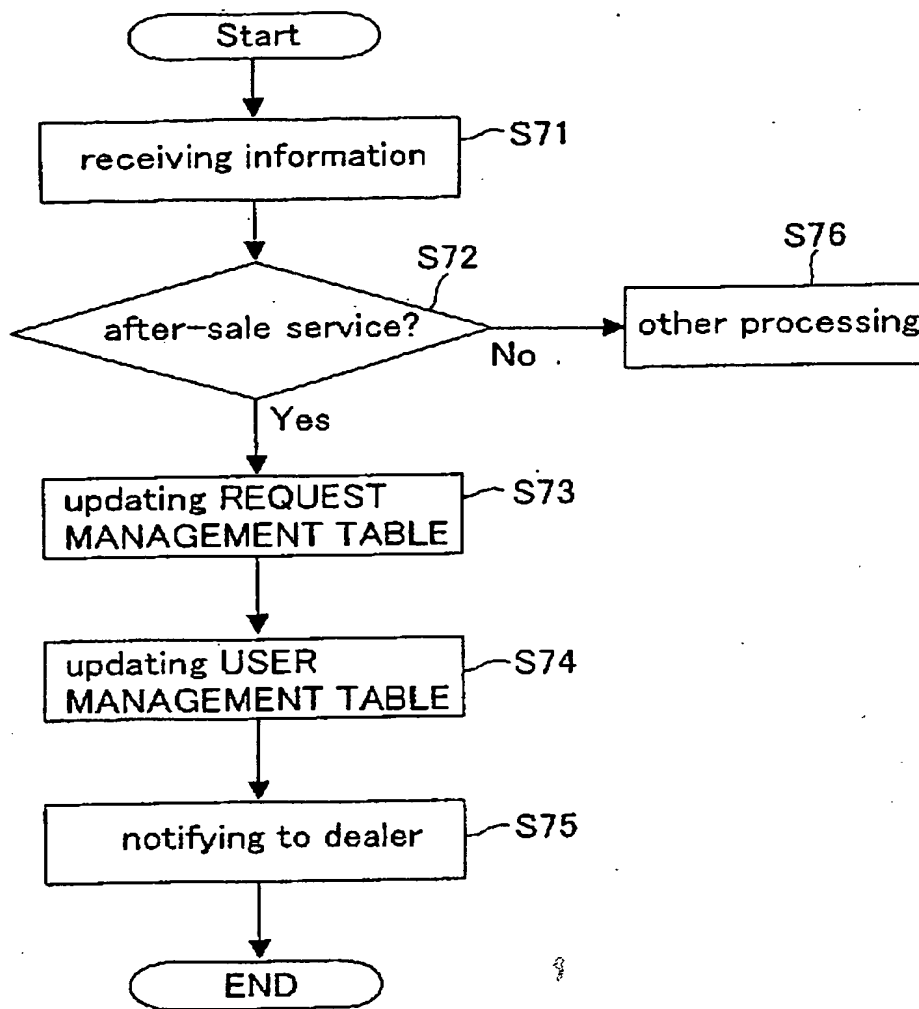 Start
receiving information
S71
after-sale service?
S72
No
Yes
other processing
S76
updating REQUEST
MANAGEMENT TABLE
S73
updating USER
MANAGEMENT TABLE
S74
notifying to dealer
S75
END